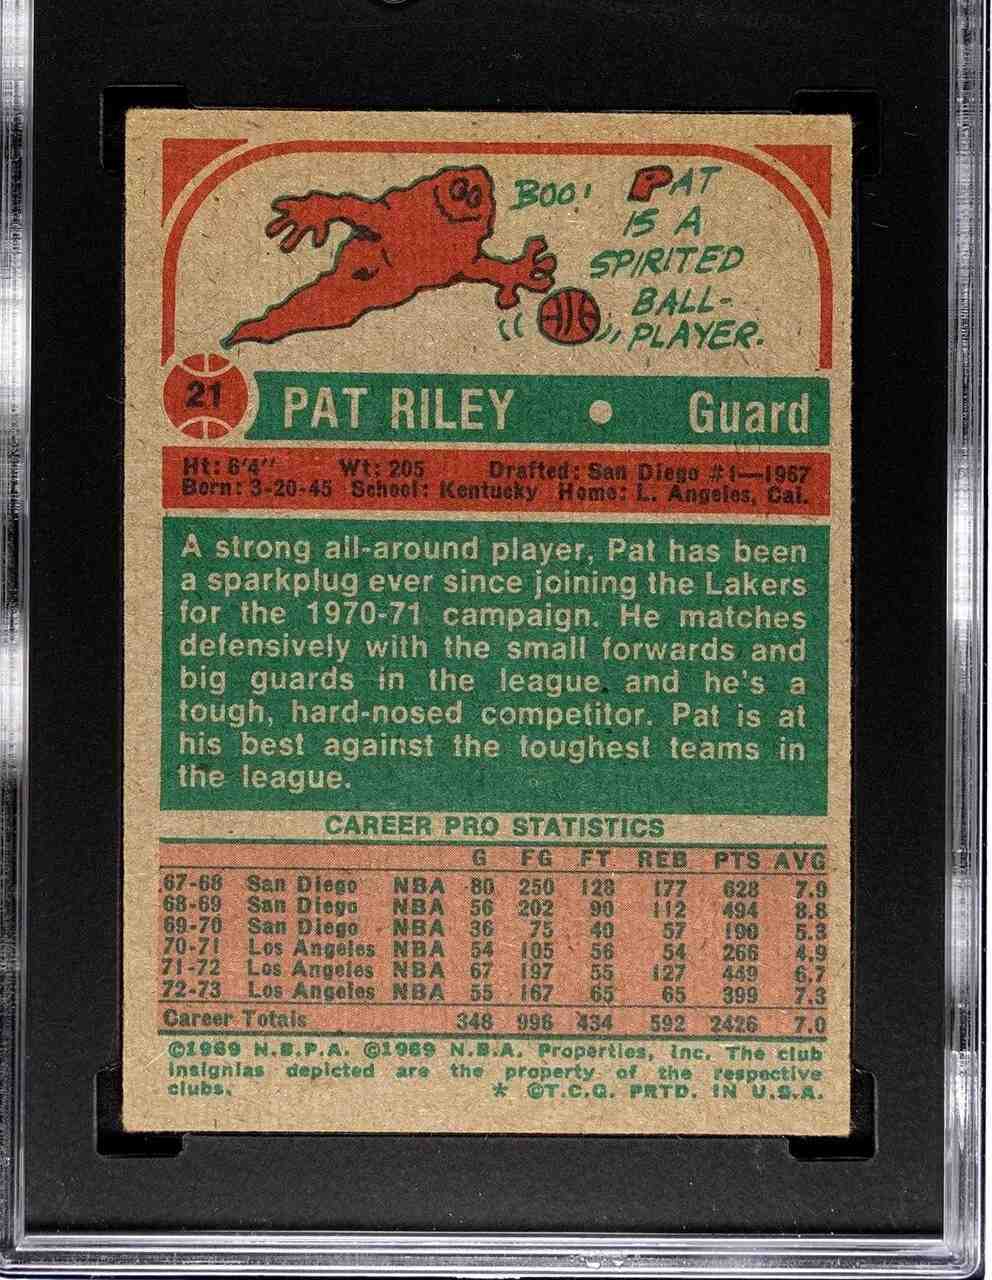 BOO! PAT
IS A
SPIRITED
BALL-
PLAYER.
21 PAT RILEY • Guard
Ht: 6'4" Wt: 205 Drafted: San Diego #1—1967
Born: 3-20-45 School: Kentucky Home: L. Angeles, Cal.
A strong all-around player, Pat has been
a sparkplug ever since joining the Lakers
for the 1970-71 campaign. He matches
defensively with the small forwards and
big guards in the league and he's a
tough, hard-nosed competitor. Pat is at
his best against the toughest teams in
the league.
CAREER PRO STATISTICS
G FG FT REB PTS AVG
67-68 San Diego NBA 80 250 128 177 628 7.9
68-69 San Diego NBA 56 202 90 112 494 8.8
69-70 San Diego NBA 36 75 40 57 190 5.3
70-71 Los Angeles NBA 54 105 56 54 266 4.9
71-72 Los Angeles NBA 67 197 55 127 449 6.7
72-73 Los Angeles NBA 55 167 65 65 399 7.3
Career Totals 348 996 434 592 2426 7.0
©1969 N.B.P.A. ©1969 N.B.A. Properties, Inc. The club
insignias depicted are the property of the respective
clubs. * ©T.C.G. PRTD. IN U.S.A.